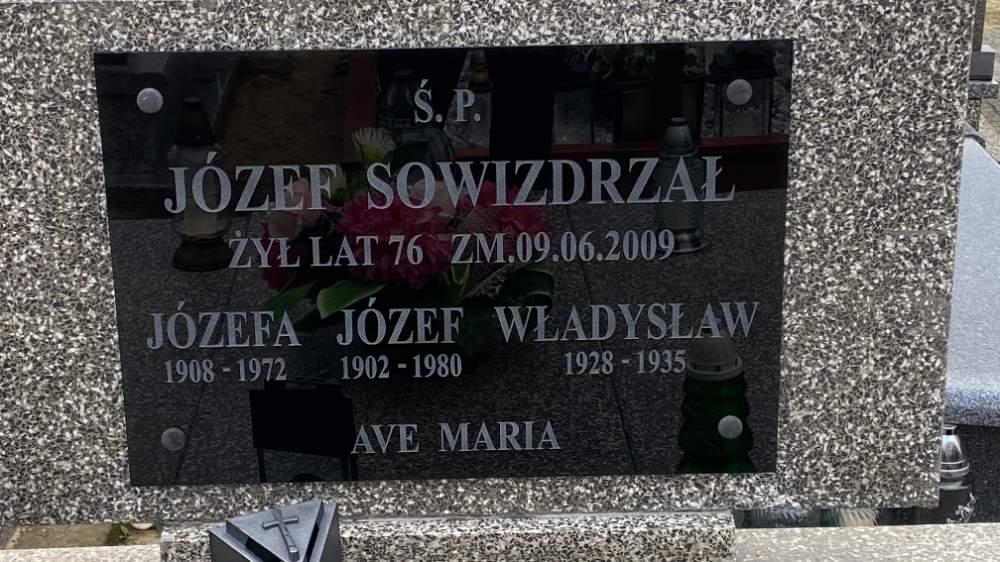 Ś. P.
JÓZEF SOWIZDRZAŁ
ŻYŁ LAT 76 ZM.09.06.2009
JÓZEFA JÓZEF WŁADYSŁAW
1908 - 1972 1902 - 1980 1928 - 1935
AVE MARIA